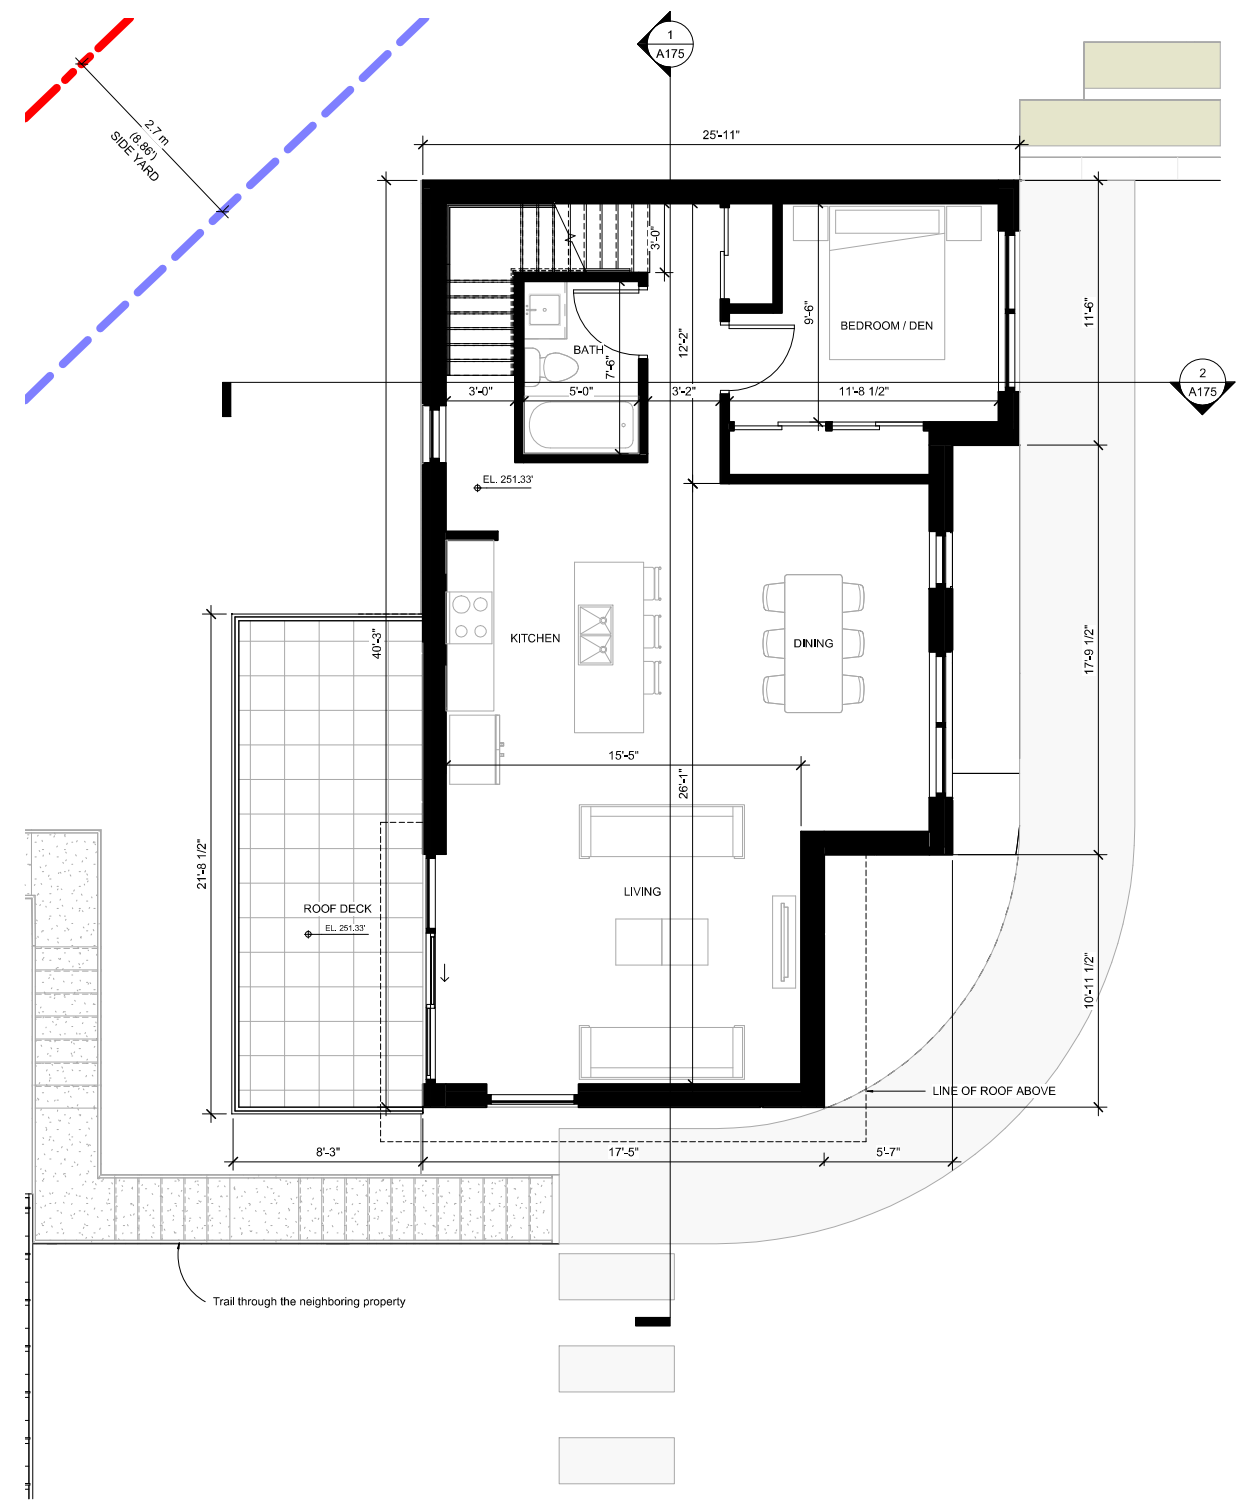 1
A175
2.7 m
(8.86')
SIDE YARD
25'-11"
3'-0"
9'-6"
11'-6"
BEDROOM / DEN
12'-2"
BATH
7'-6"
2
A175
3'-0"
5'-0"
3'-2"
11'-8 1/2"
EL. 251.33'
40'-3"
KITCHEN
DINING
17'-9 1/2"
15'-5"
26'-1"
21'-8 1/2"
LIVING
ROOF DECK
EL. 251.33'
10'-11 1/2"
LINE OF ROOF ABOVE
8'-3"
17'-5"
5'-7"
Trail through the neighboring property